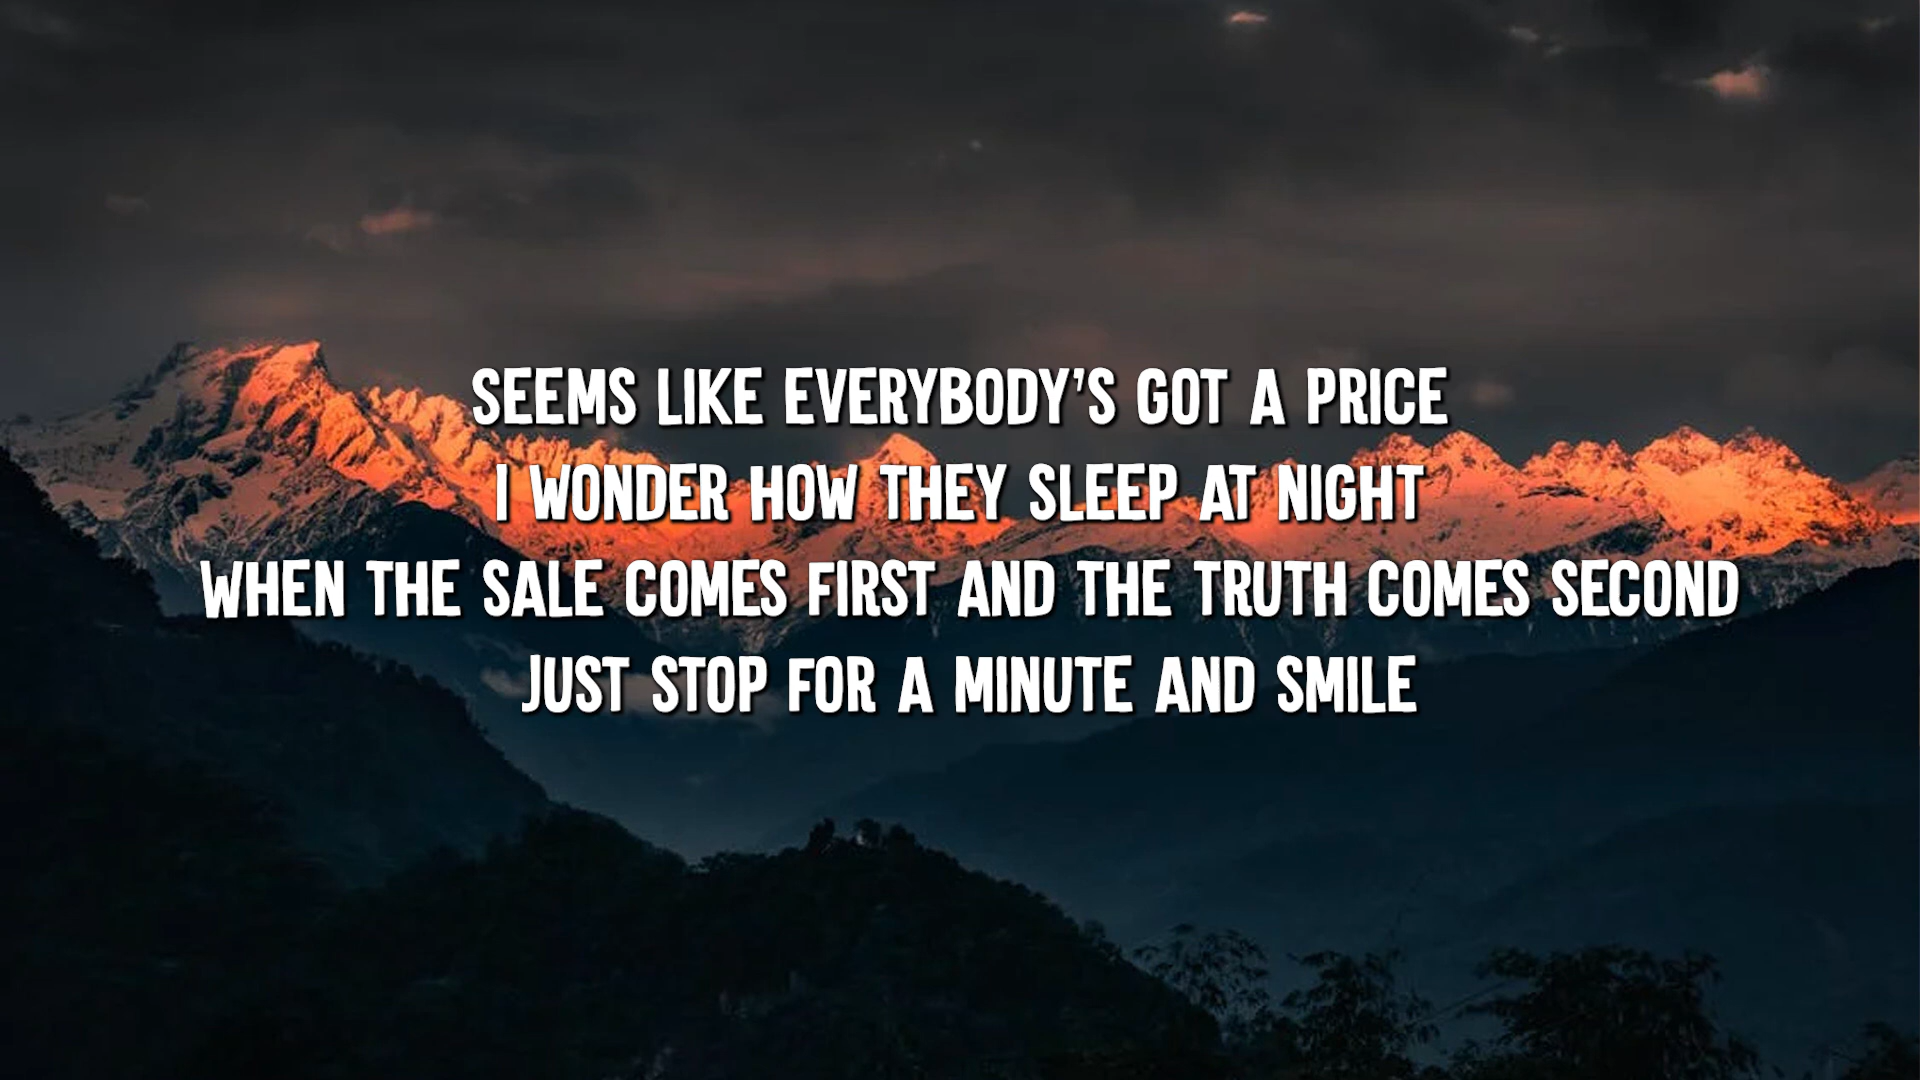 SEEMS LIKE EVERYBODY'S GOT A PRICE
I WONDER HOW THEY SLEEP AT NIGHT
WHEN THE SALE COMES FIRST AND THE TRUTH COMES SECOND
JUST STOP FOR A MINUTE AND SMILE